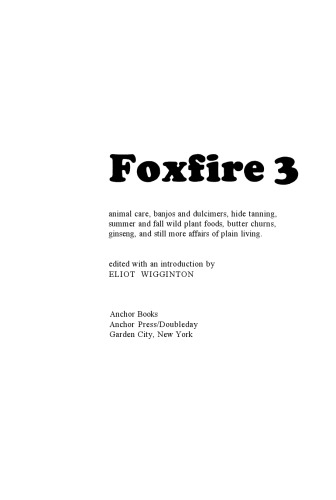 Foxfire 3
animal care, banjos and dulcimers, hide tanning,
summer and fall wild plant foods, butter churns,
ginseng, and still more affairs of plain living.
edited with an introduction by
ELIOT WIGGINTON
Anchor Books
Anchor Press/Doubleday
Garden City, New York